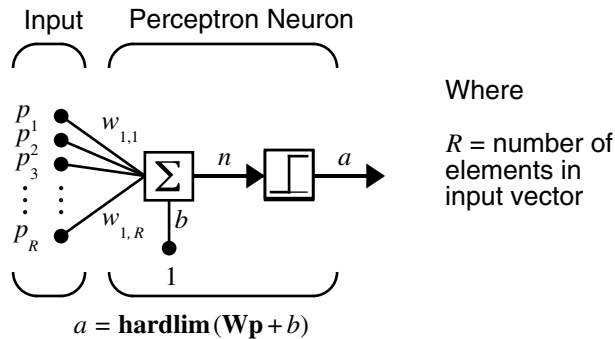 Input Perceptron Neuron
Where
R = number of
elements in
input vector
p1
p2
p3
pR
w1,1
w1,R
Σ
n
a
b
1
a = hardlim(Wp + b)